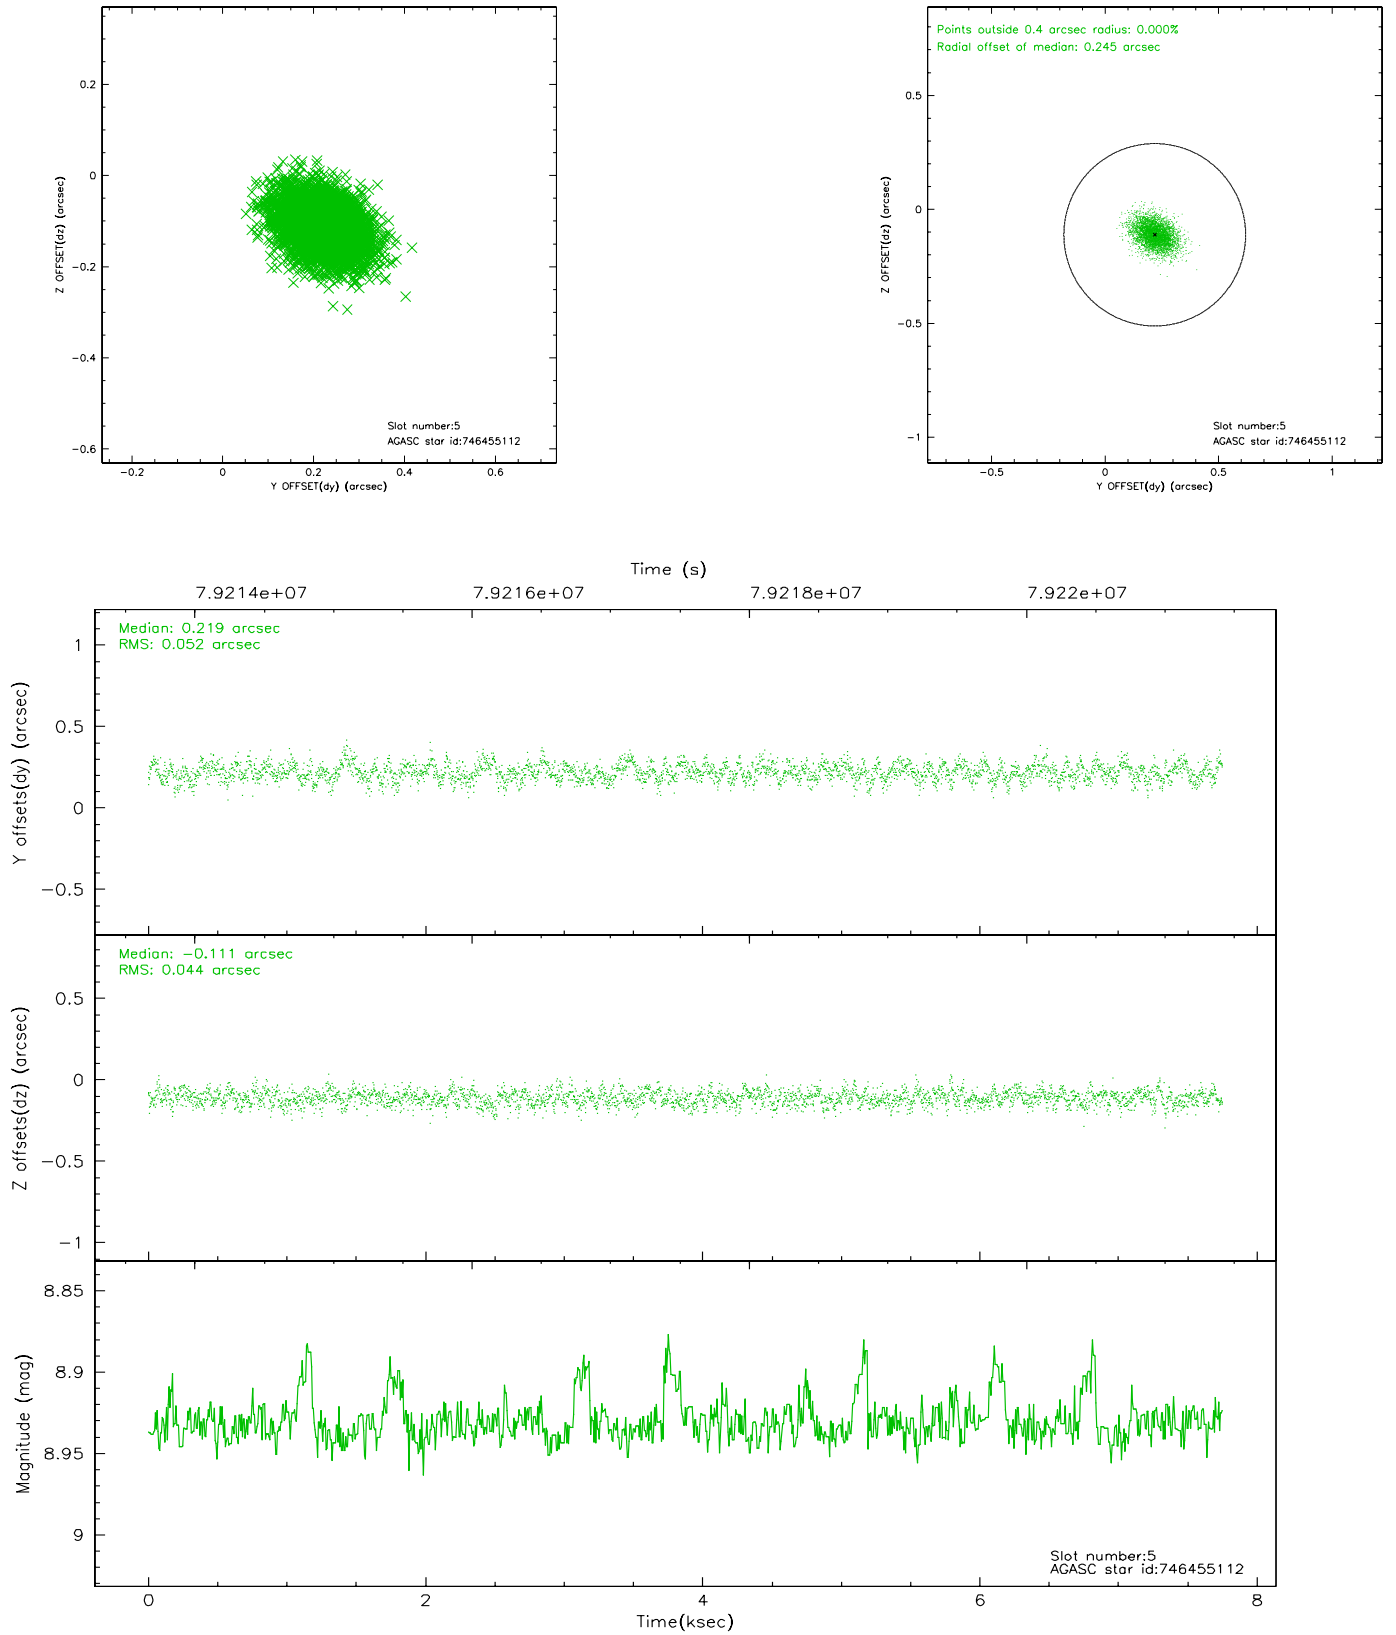 0.2
0
−0.2
−0.4
−0.6
Z OFFSET(dz) (arcsec)
Slot number:5
AGASC star id:746455112
−0.2 0 0.2 0.4 0.6
Y OFFSET(dy) (arcsec)
Points outside 0.4 arcsec radius: 0.000%
Radial offset of median: 0.245 arcsec
0.5
0
−0.5
−1
Z OFFSET(dz) (arcsec)
Slot number:5
AGASC star id:746455112
−0.5 0 0.5 1
Y OFFSET(dy) (arcsec)
Time (s)
7.9214e+07 7.9216e+07 7.9218e+07 7.922e+07
Median: 0.219 arcsec
RMS: 0.052 arcsec
1
0.5
0
−0.5
Y offsets(dy) (arcsec)
Median: −0.111 arcsec
RMS: 0.044 arcsec
0.5
0
−0.5
−1
Z offsets(dz) (arcsec)
8.85
8.9
8.95
9
Magnitude (mag)
Slot number:5
AGASC star id:746455112
0 2 4 6 8
Time(ksec)